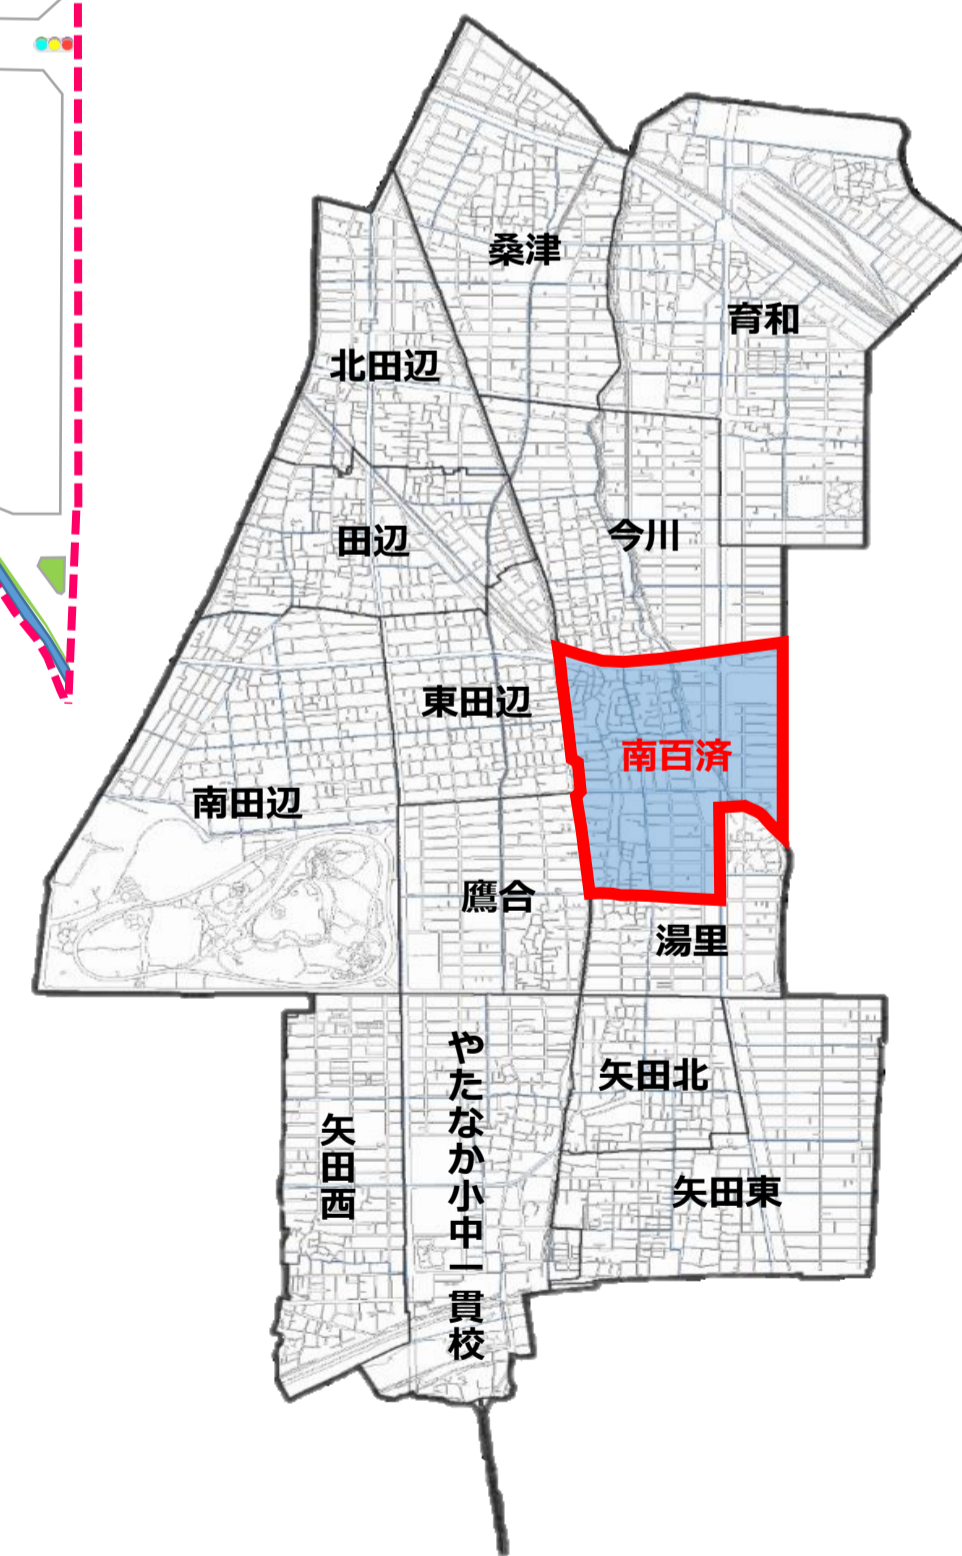 桑津
育和
北田辺
田辺
今川
東田辺
南百済
南田辺
鷹合
湯里
やたなか小中一貫校
矢田北
矢田西
矢田東